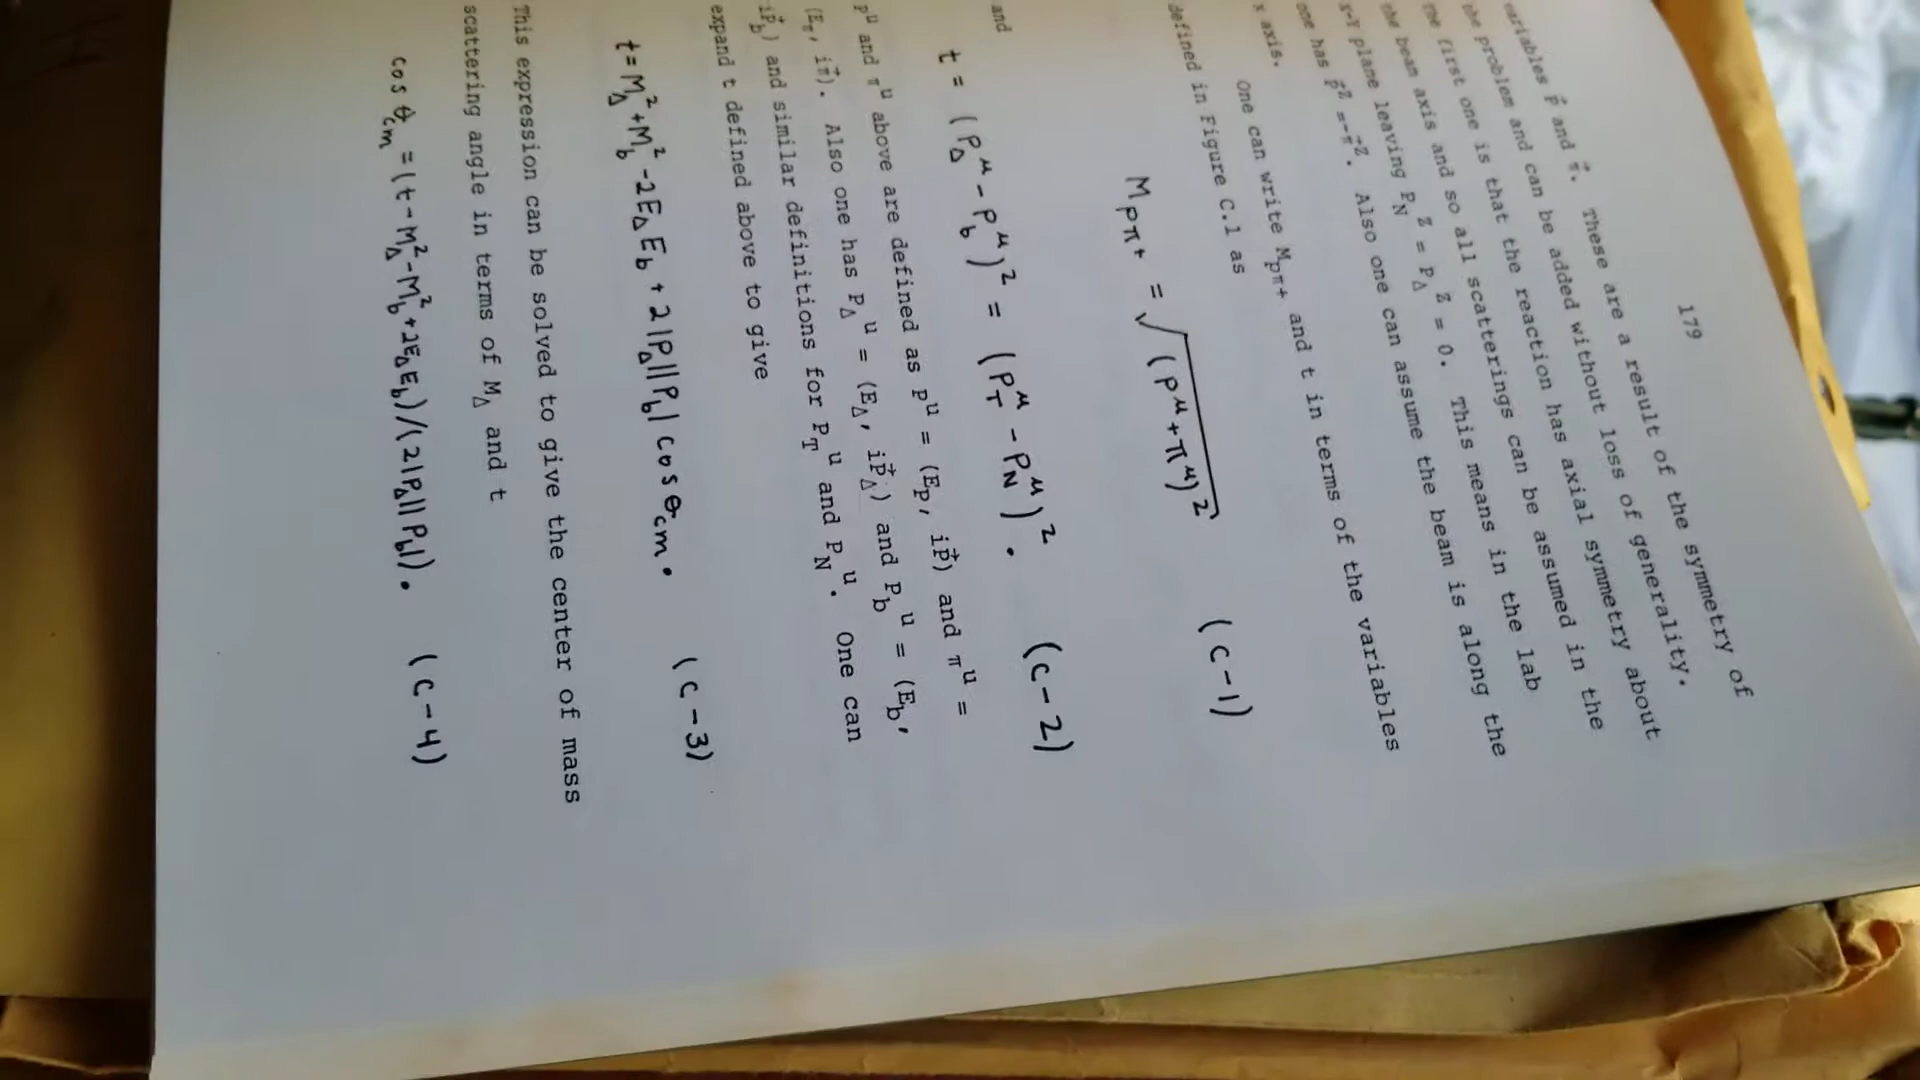 179
variables p⃗ and π⃗. These are a result of the symmetry of
the problem and can be added without loss of generality.
The first one is that the reaction has axial symmetry about
the beam axis and so all scatterings can be assumed in the
x-Y plane leaving P_N^Z = P_Δ^Z = 0. This means in the lab
one has p⃗^Z = -π⃗^Z. Also one can assume the beam is along the
x axis.
One can write M_pπ+ and t in terms of the variables
defined in Figure C.1 as
M_pπ+ = √(P^μ+π^μ)^2 (C-1)
and
t = (P_Δ^μ - P_b^μ)^2 = (P_T^μ - P_N^μ)^2. (C-2)
p^u and π^u above are defined as p^u = (E_p, iP⃗) and π^u =
(E_π, iπ⃗). Also one has P_Δ^u = (E_Δ, iP⃗_Δ) and P_b^u = (E_b,
iP⃗_b) and similar definitions for P_T^u and P_N^u. One can
expand t defined above to give
t = M_Δ^2 + M_b^2 - 2E_Δ E_b + 2|P_Δ||P_b| cos θ_cm. (C-3)
This expression can be solved to give the center of mass
scattering angle in terms of M_Δ and t
cos θ_cm = (t - M_Δ^2 - M_b^2 + 2E_Δ E_b)/(2|P_Δ||P_b|). (C-4)